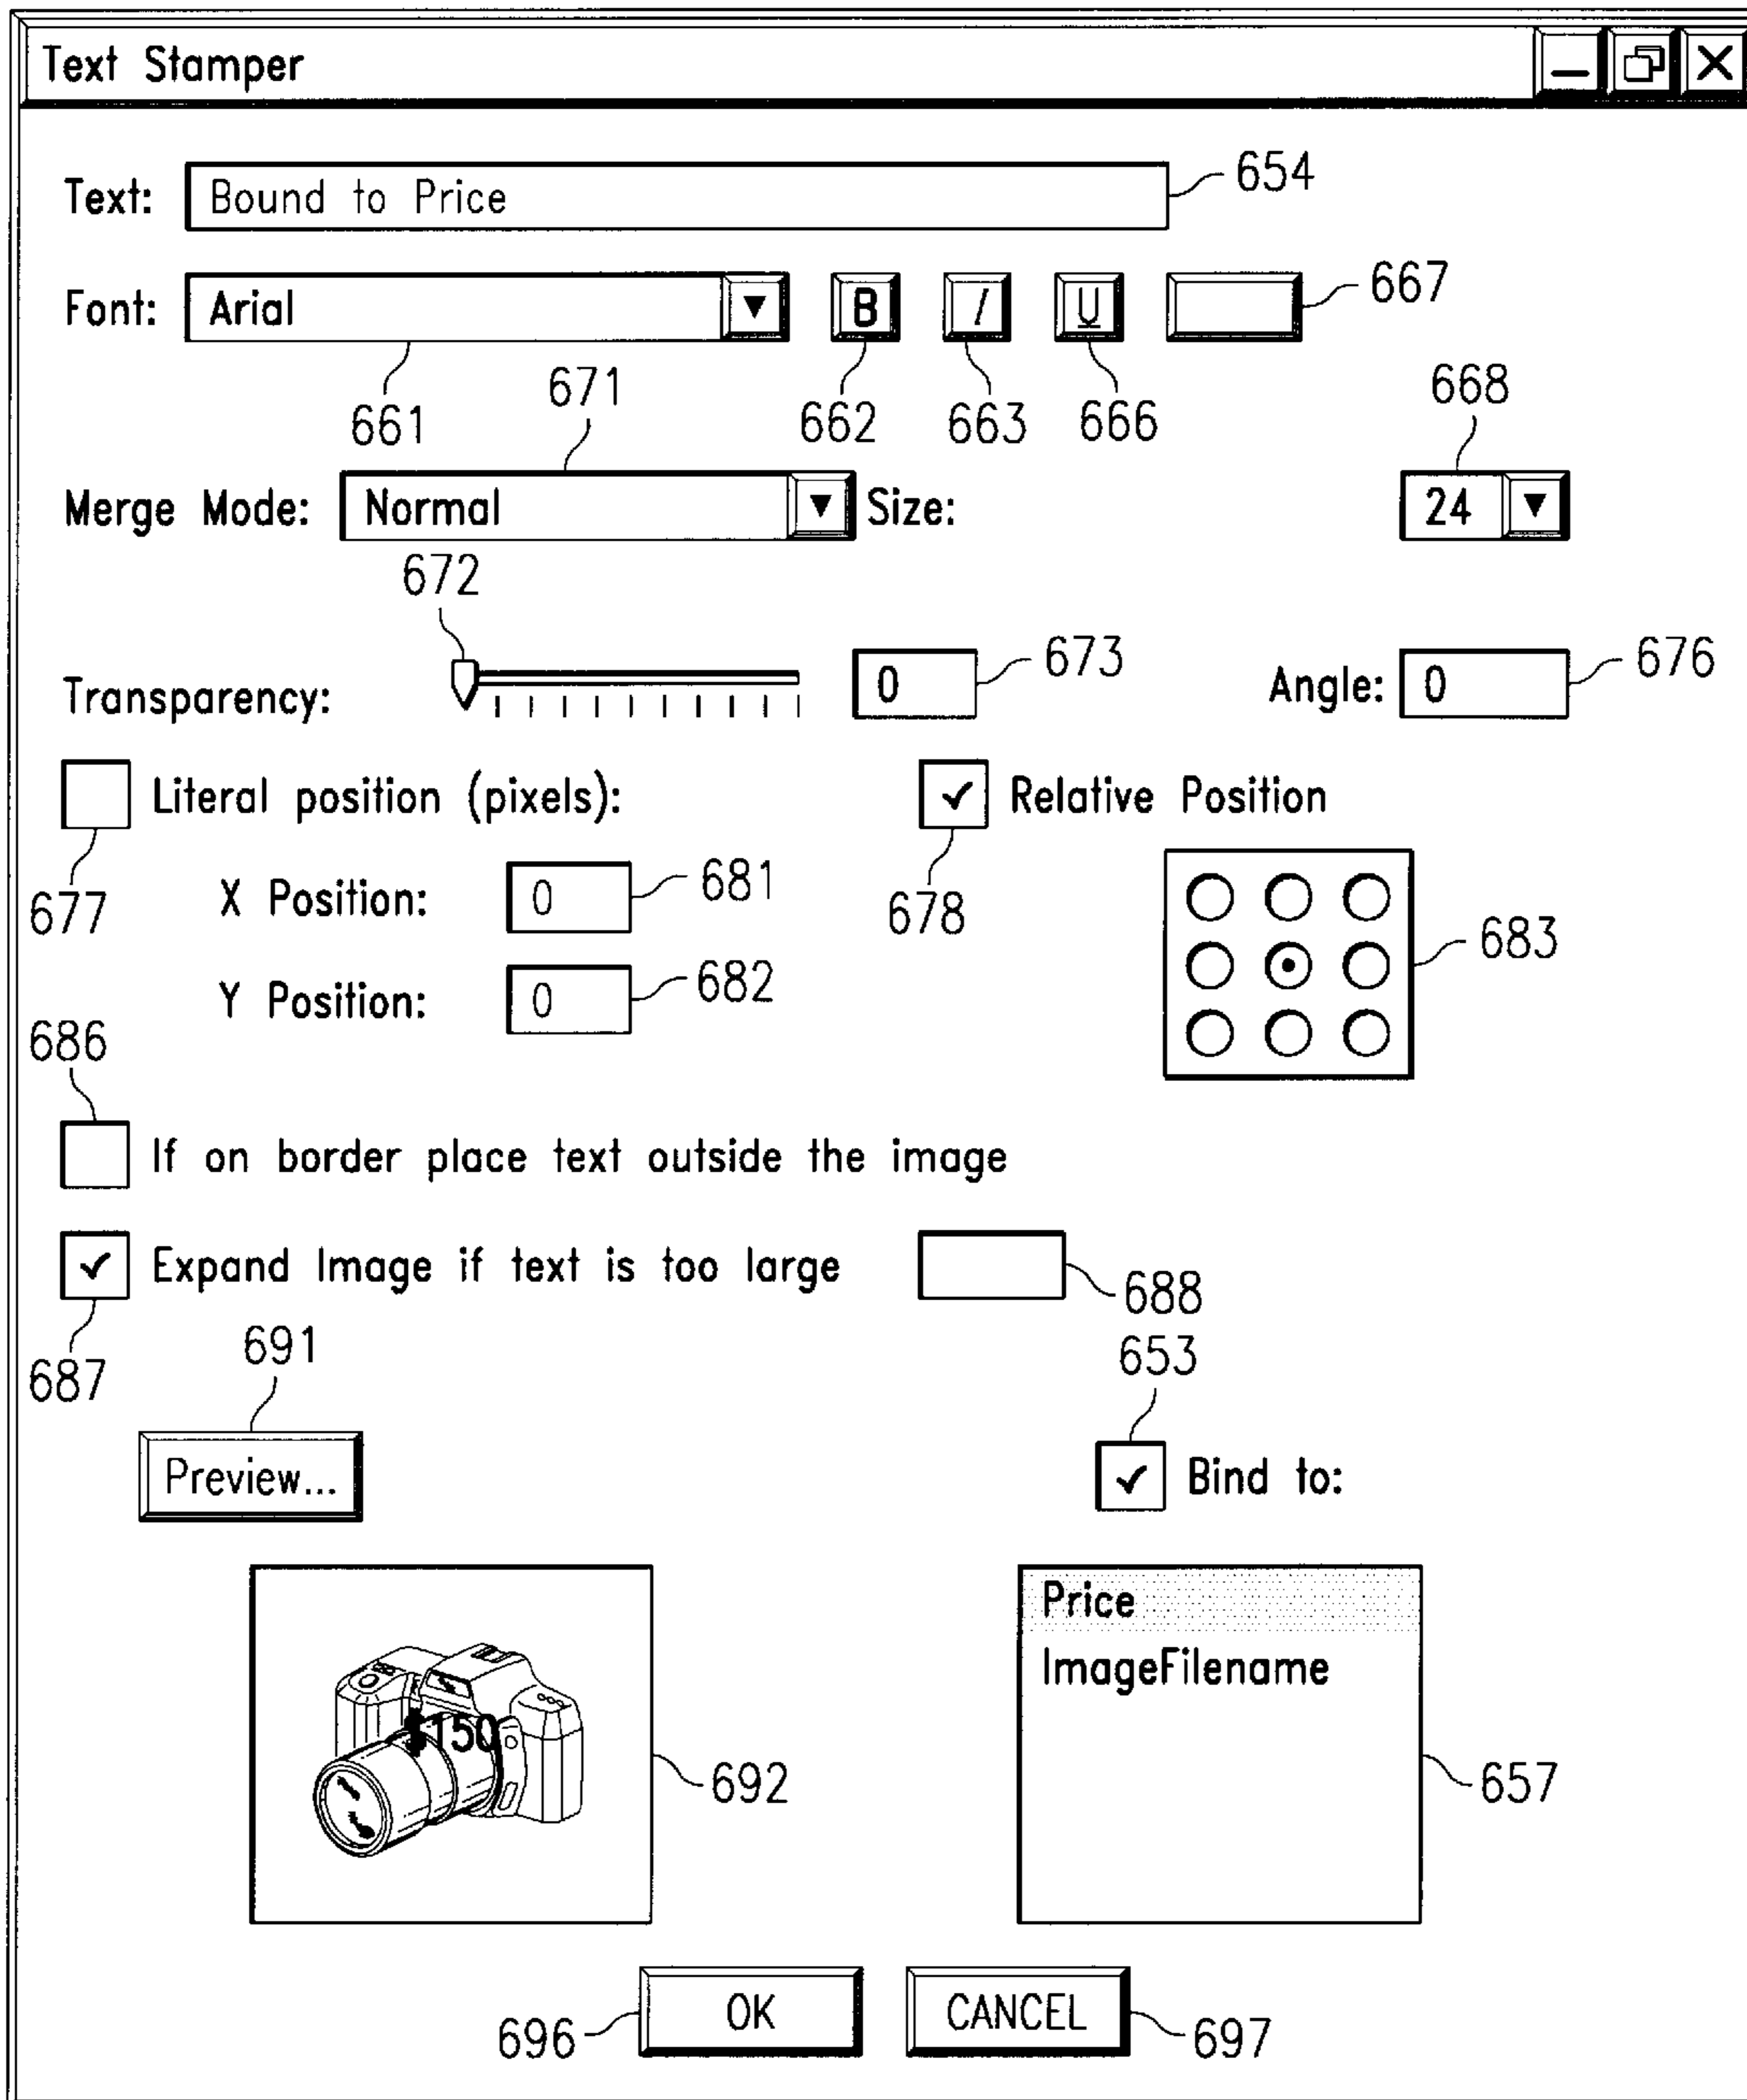 Text Stamper
Text: Bound to Price 654
Font: Arial B I U 667
661 671 662 663 666 668
Merge Mode: Normal Size: 24
672
Transparency: 0 673 Angle: 0 676
Literal position (pixels): Relative Position
677 X Position: 0 681 678 683
Y Position: 0 682
686
If on border place text outside the image
Expand Image if text is too large 688
687 691 653
Preview... Bind to:
Price
ImageFilename
$150
692 657
OK CANCEL
696 697